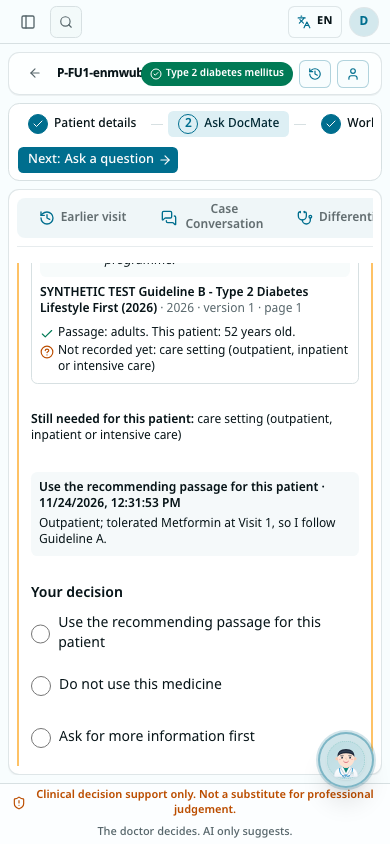 EN
D
P-FU1-enmwub
Type 2 diabetes mellitus
Patient details
2
Ask DocMate
Next: Ask a question
Earlier visit
Case
Conversation
programme.
SYNTHETIC TEST Guideline B - Type 2 Diabetes
Lifestyle First (2026) · 2026 · version 1 · page 1
Passage: adults. This patient: 52 years old.
Not recorded yet: care setting (outpatient, inpatient
or intensive care)
Still needed for this patient: care setting (outpatient,
inpatient or intensive care)
Use the recommending passage for this patient ·
11/24/2026, 12:31:53 PM
Outpatient; tolerated Metformin at Visit 1, so I follow
Guideline A.
Your decision
Use the recommending passage for this
patient
Do not use this medicine
Ask for more information first
Clinical decision support only. Not a substitute for professional
judgement.
The doctor decides. AI only suggests.